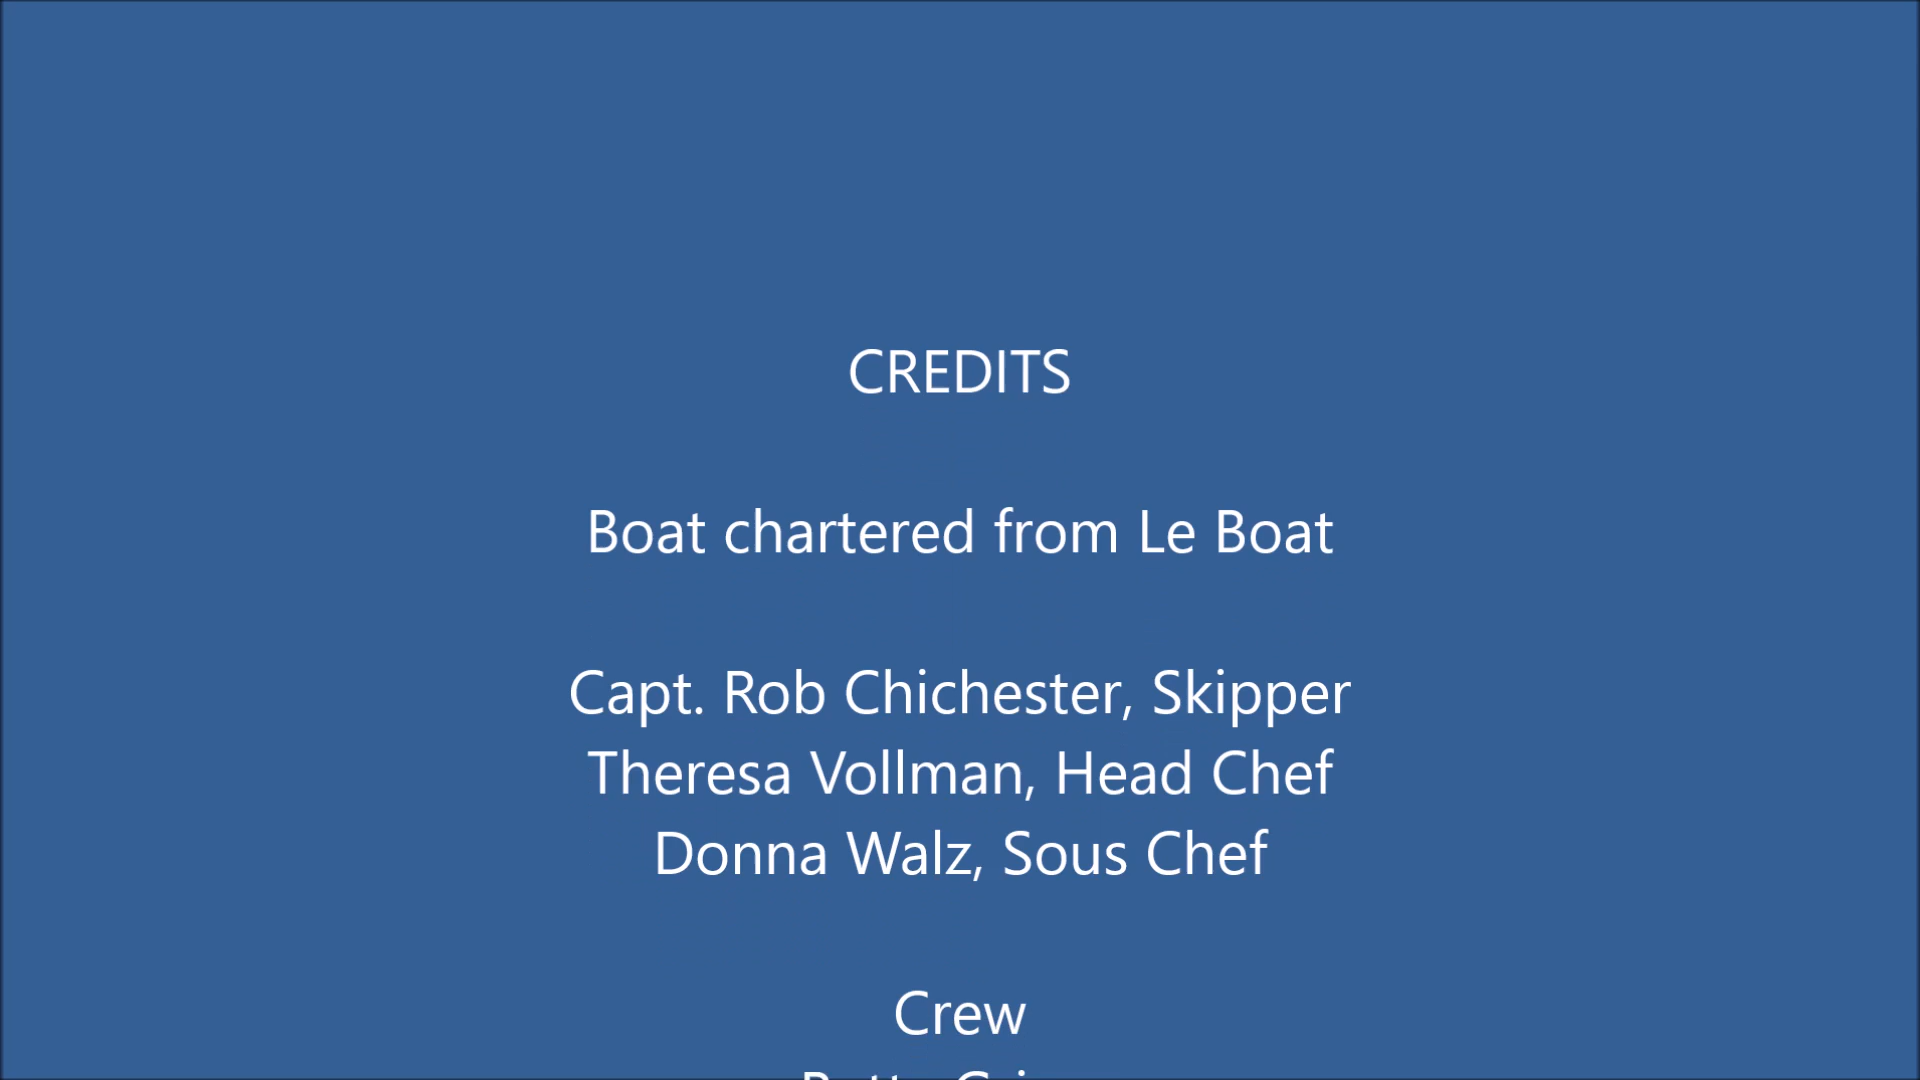 CREDITS
Boat chartered from Le Boat
Capt. Rob Chichester, Skipper
Theresa Vollman, Head Chef
Donna Walz, Sous Chef
Crew